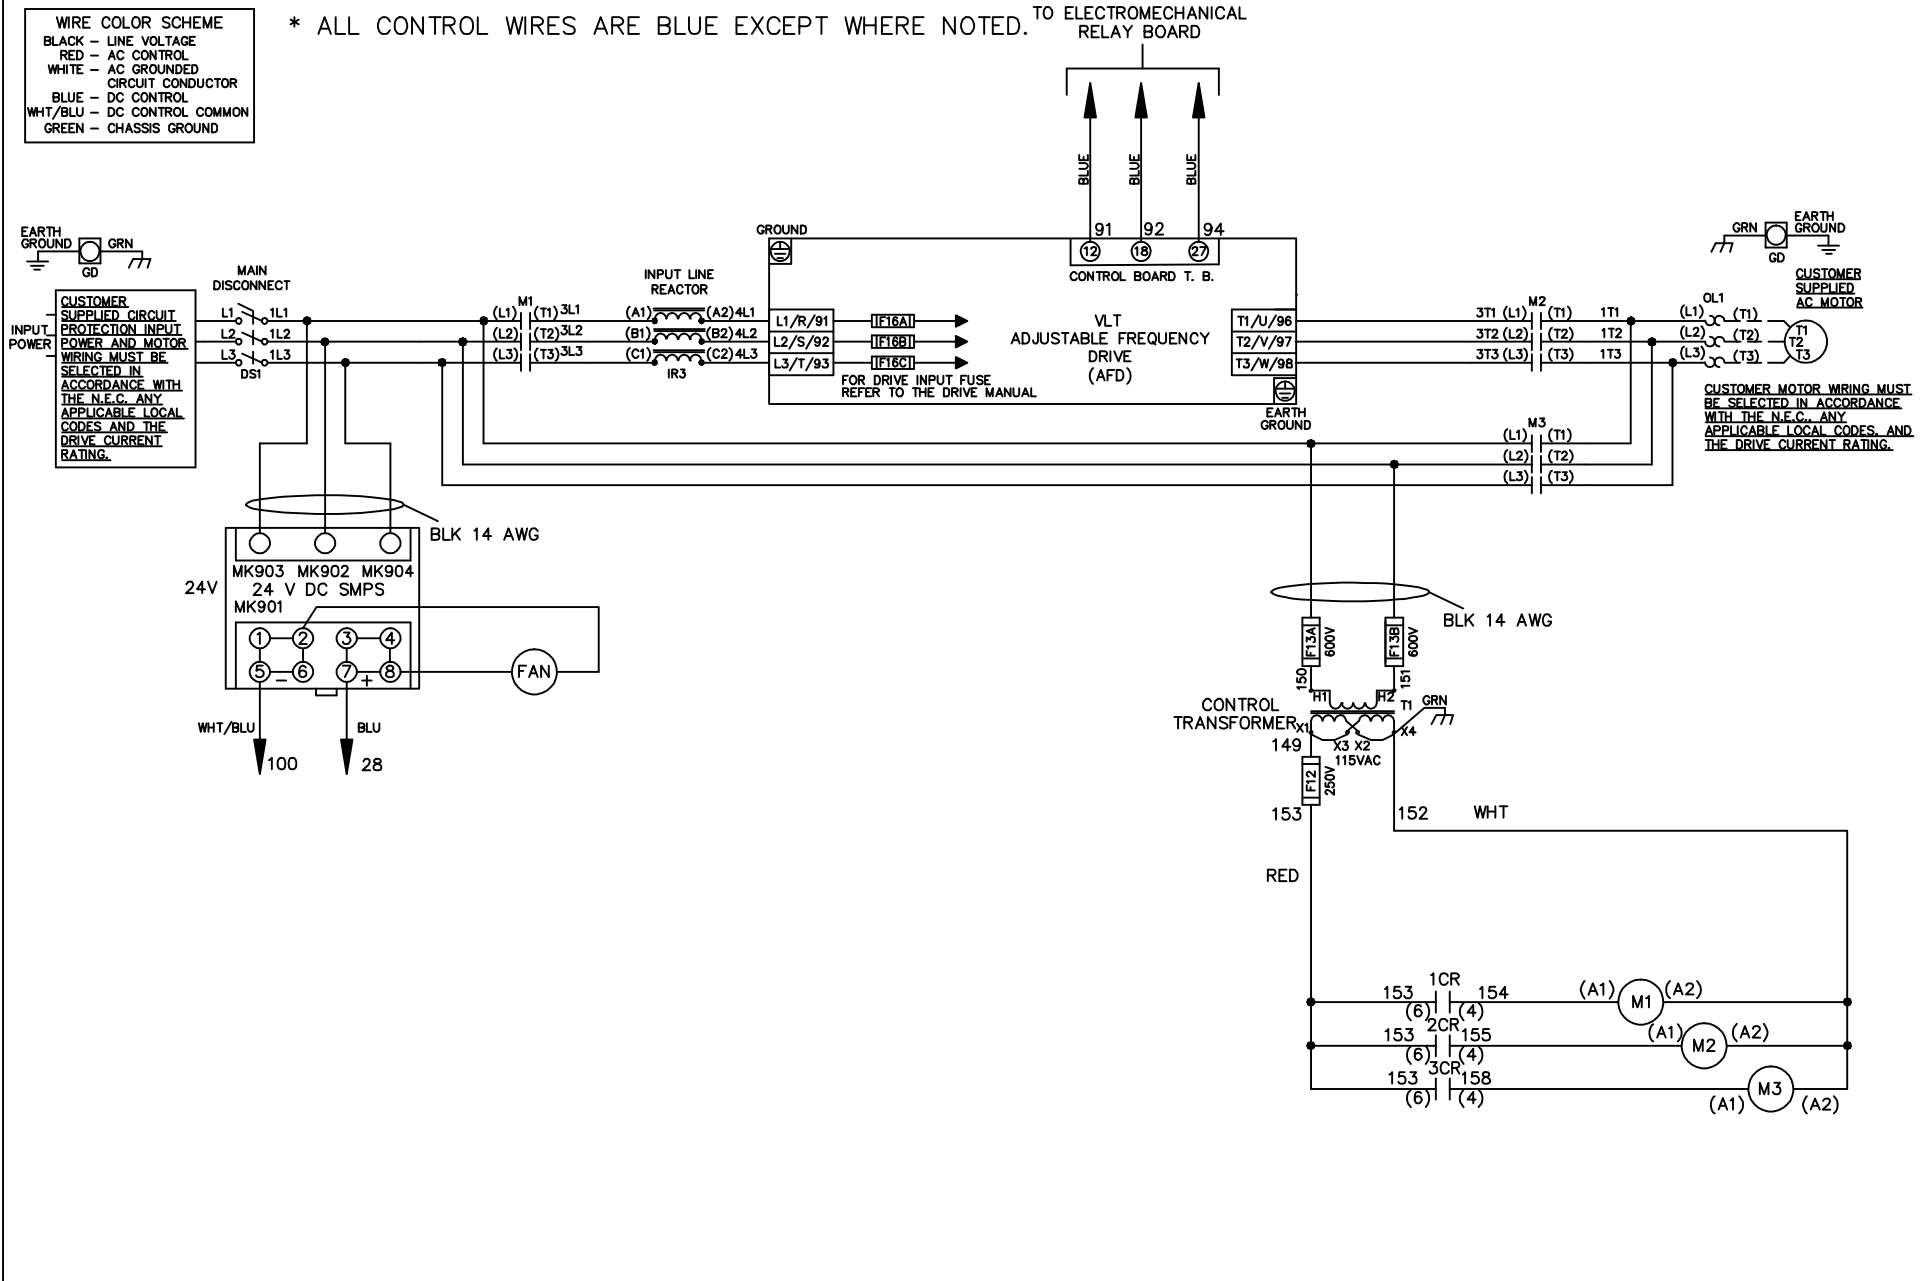 WIRE COLOR SCHEME
BLACK – LINE VOLTAGE
RED – AC CONTROL
WHITE – AC GROUNDED
CIRCUIT CONDUCTOR
BLUE – DC CONTROL
WHT/BLU – DC CONTROL COMMON
GREEN – CHASSIS GROUND
* ALL CONTROL WIRES ARE BLUE EXCEPT WHERE NOTED.
TO ELECTROMECHANICAL
RELAY BOARD
BLUE
BLUE
BLUE
91 92 94
12 18 27
CONTROL BOARD T. B.
EARTH
GROUND
GRN
GD
MAIN
DISCONNECT
L1 1L1
L2 1L2
L3 1L3
DS1
INPUT
POWER
CUSTOMER
SUPPLIED CIRCUIT
PROTECTION INPUT
POWER AND MOTOR
WIRING MUST BE
SELECTED IN
ACCORDANCE WITH
THE N.E.C. ANY
APPLICABLE LOCAL
CODES AND THE
DRIVE CURRENT
RATING.
M1
(L1) (T1) 3L1
(L2) (T2) 3L2
(L3) (T3) 3L3
INPUT LINE
REACTOR
(A1) (A2) 4L1
(B1) (B2) 4L2
(C1) (C2) 4L3
IR3
GROUND
L1/R/91
L2/S/92
L3/T/93
F16A
F16B
F16C
FOR DRIVE INPUT FUSE
REFER TO THE DRIVE MANUAL
VLT
ADJUSTABLE FREQUENCY
DRIVE
(AFD)
T1/U/96
T2/V/97
T3/W/98
EARTH
GROUND
M2
3T1 (L1) (T1) 1T1
3T2 (L2) (T2) 1T2
3T3 (L3) (T3) 1T3
OL1
(L1) (T1)
(L2) (T2)
(L3) (T3)
T1
T2
T3
GRN
EARTH
GROUND
GD
CUSTOMER
SUPPLIED
AC MOTOR
CUSTOMER MOTOR WIRING MUST
BE SELECTED IN ACCORDANCE
WITH THE N.E.C., ANY
APPLICABLE LOCAL CODES, AND
THE DRIVE CURRENT RATING.
M3
(L1) (T1)
(L2) (T2)
(L3) (T3)
BLK 14 AWG
MK903 MK902 MK904
24V
24 V DC SMPS
MK901
1 2 3 4
5 – 6 7 + 8
FAN
WHT/BLU
BLU
100
28
BLK 14 AWG
F13A
600V
F13B
600V
150
151
H1 H2
T1
GRN
CONTROL
TRANSFORMER
X1
X3 X2
X4
115VAC
149
F12
250V
153
152
WHT
RED
1CR
153 154
(6) (4)
(A1) M1 (A2)
2CR
153 155
(6) (4)
(A1) M2 (A2)
3CR
153 158
(6) (4)
(A1) M3 (A2)